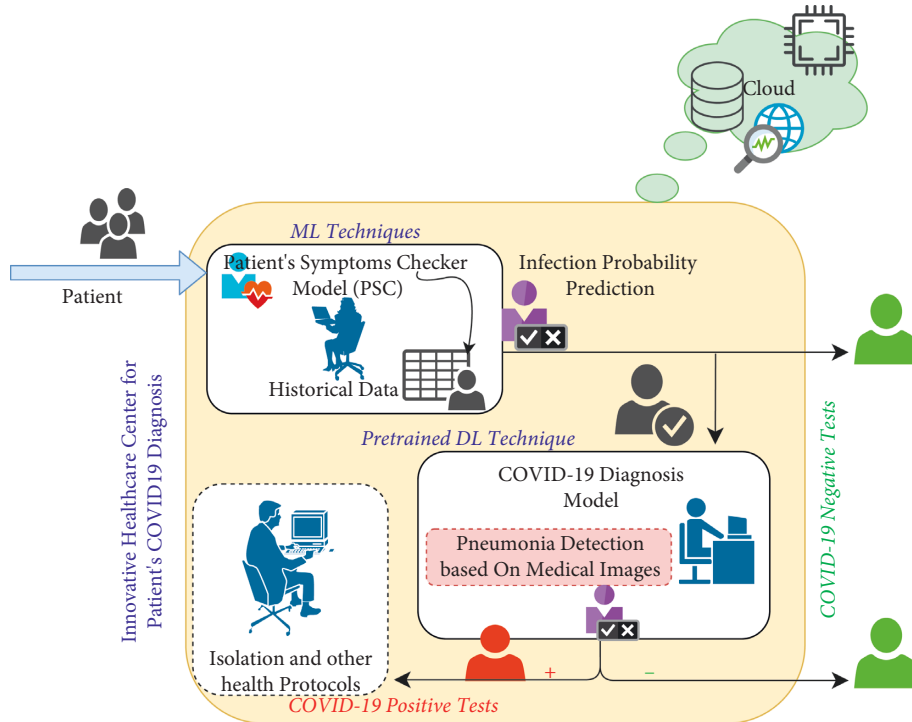 Cloud
ML Techniques
Patient's Symptoms Checker
Model (PSC)
Historical Data
Patient
Infection Probability
Prediction
Innovative Healthcare Center for
Patient's COVID19 Diagnosis
Pretrained DL Technique
COVID-19 Diagnosis
Model
Pneumonia Detection
based On Medical Images
COVID-19 Negative Tests
Isolation and other
health Protocols
+
−
COVID-19 Positive Tests